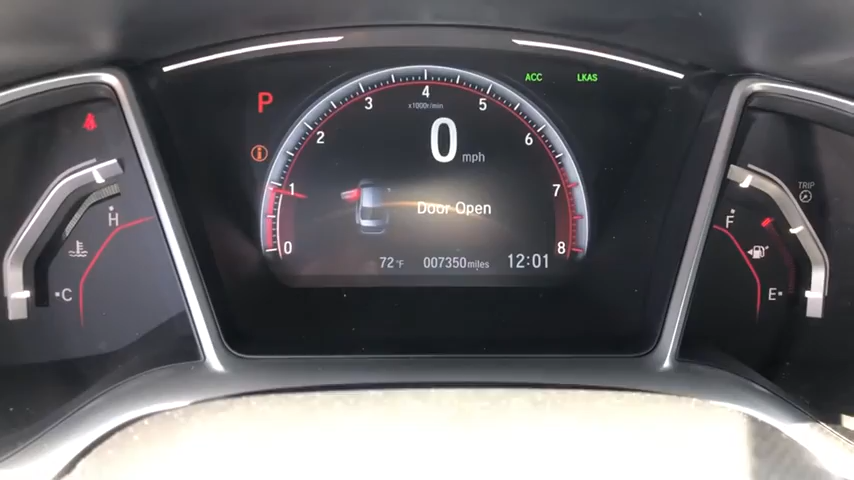 ACC LKAS
P
4
x1000r/min
3 5
0 mph
2 6
i
TRIP
1 7
H
Door Open
F
0 8
72°F 007350miles 12:01
C
E